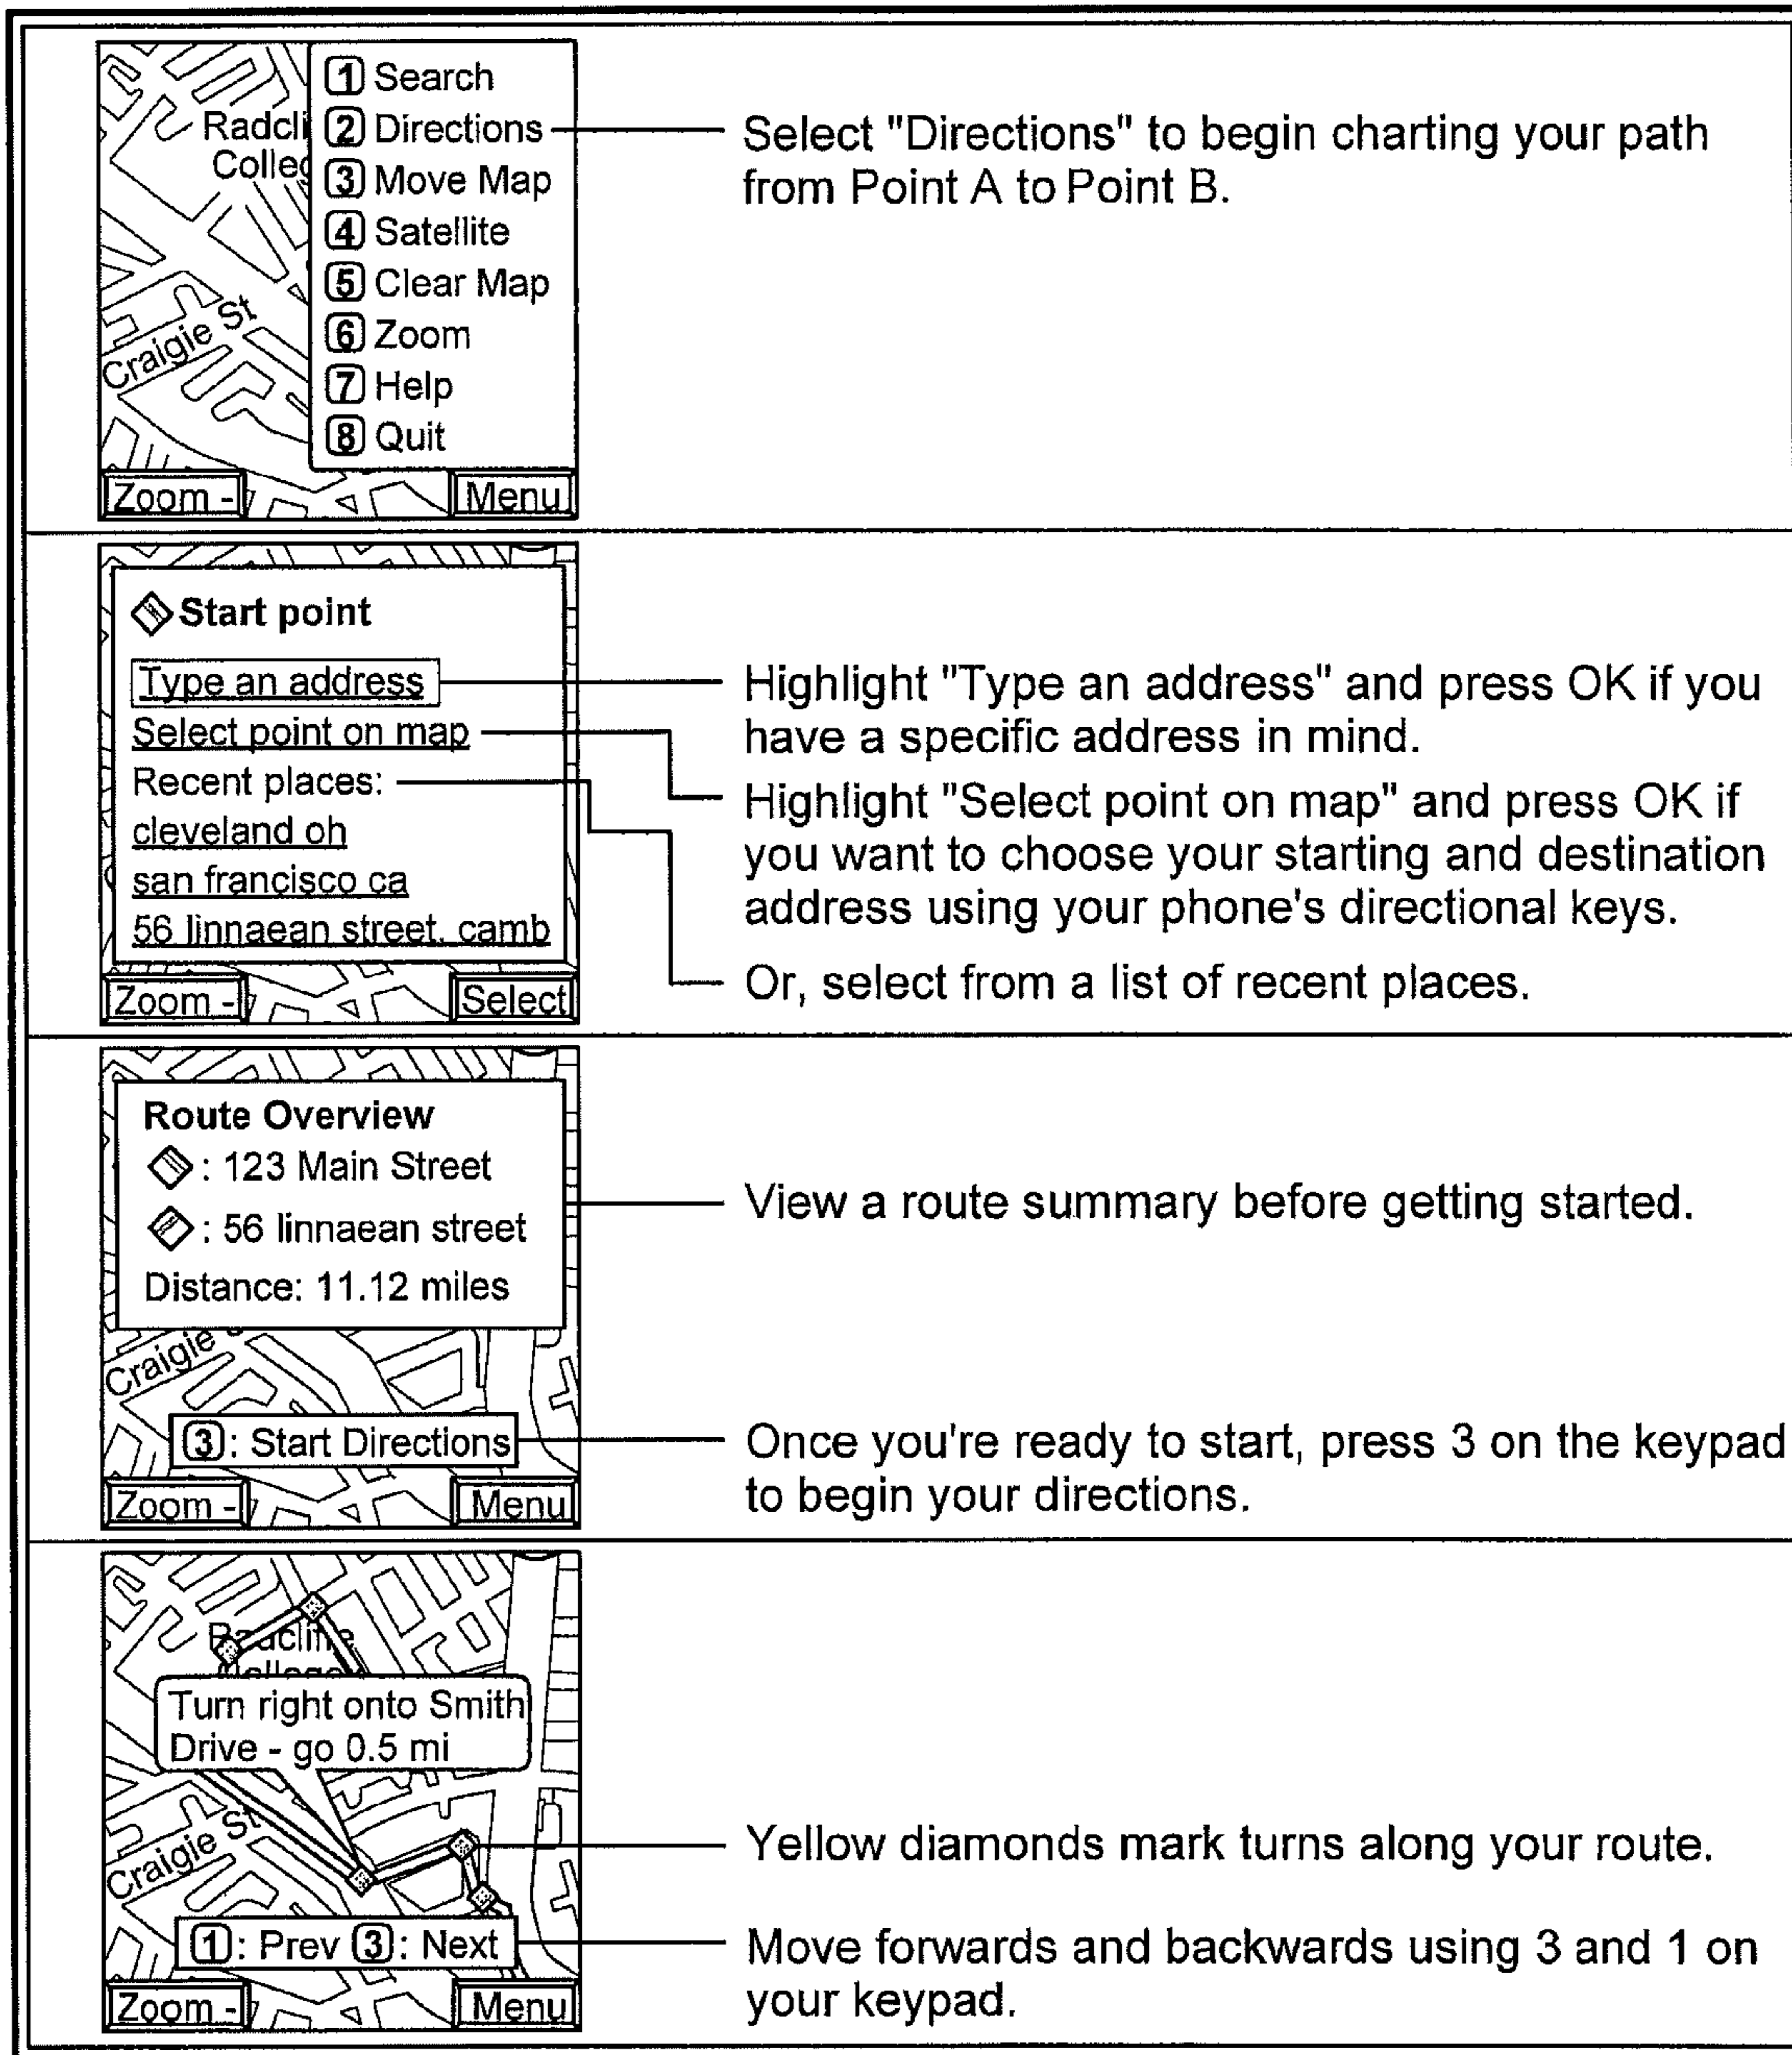 1 Search
Radcli 2 Directions
Colleg 3 Move Map
4 Satellite
5 Clear Map
6 Zoom
7 Help
8 Quit
Craigie St
Zoom - Menu
Select "Directions" to begin charting your path
from Point A to Point B.
Start point
Type an address
Select point on map
Recent places:
cleveland oh
san francisco ca
56 linnaean street, camb
Zoom - Select
Highlight "Type an address" and press OK if you
have a specific address in mind.
Highlight "Select point on map" and press OK if
you want to choose your starting and destination
address using your phone's directional keys.
Or, select from a list of recent places.
Route Overview
: 123 Main Street
: 56 linnaean street
Distance: 11.12 miles
Craigie
3: Start Directions
Zoom - Menu
View a route summary before getting started.
Once you're ready to start, press 3 on the keypad
to begin your directions.
Radcliffe
College
Turn right onto Smith
Drive - go 0.5 mi
Craigie St
1: Prev 3: Next
Zoom - Menu
Yellow diamonds mark turns along your route.
Move forwards and backwards using 3 and 1 on
your keypad.